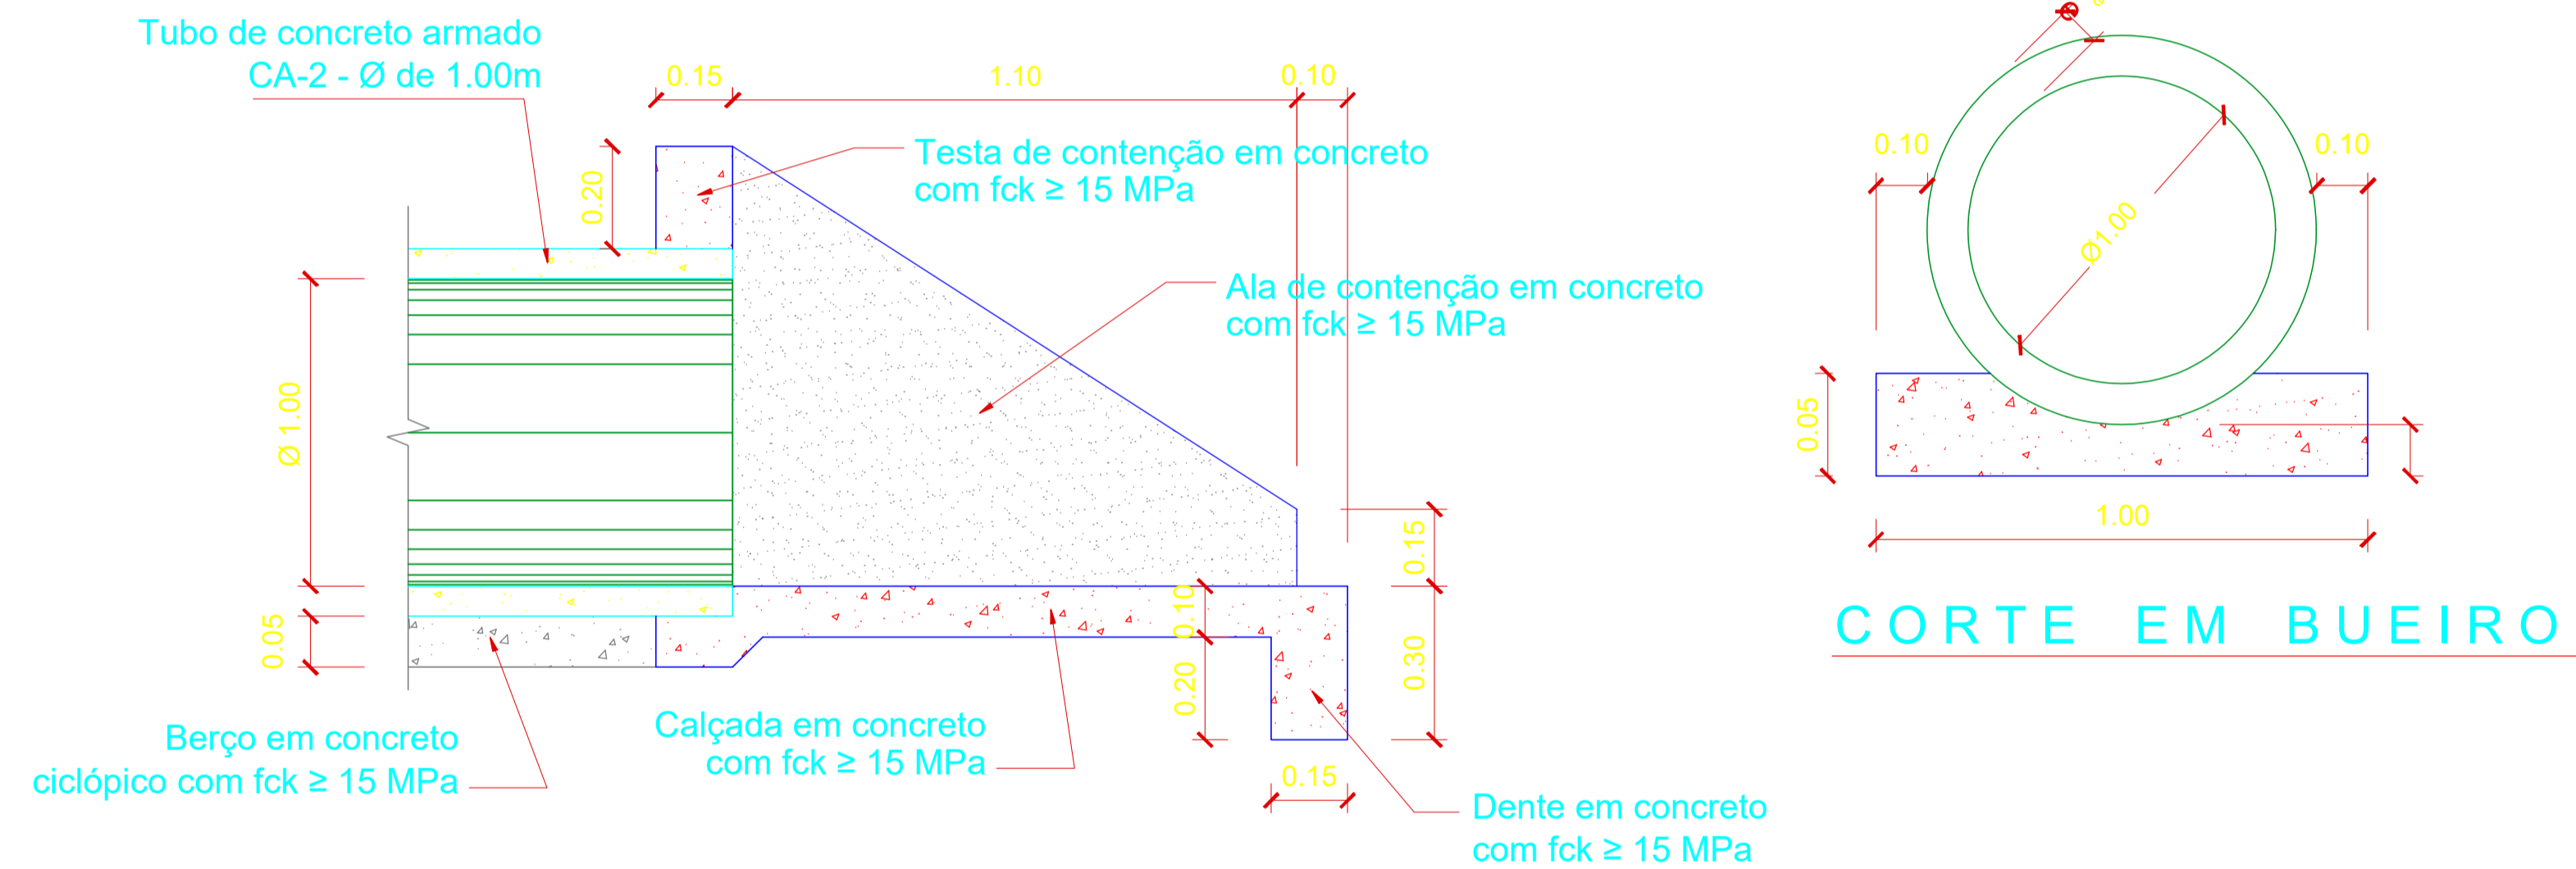 Tubo de concreto armado
CA-2 - Ø de 1.00m
0.15
1.10
0.10
0.20
Testa de contenção em concreto
com fck ≥ 15 MPa
Ala de contenção em concreto
com fck ≥ 15 MPa
Ø 1.00
0.05
0.10
0.20
0.15
0.30
0.15
Berço em concreto
ciclópico com fck ≥ 15 MPa
Calçada em concreto
com fck ≥ 15 MPa
Dente em concreto
com fck ≥ 15 MPa
0.10
0.10
Ø1.00
0.05
1.00
CORTE EM BUEIRO